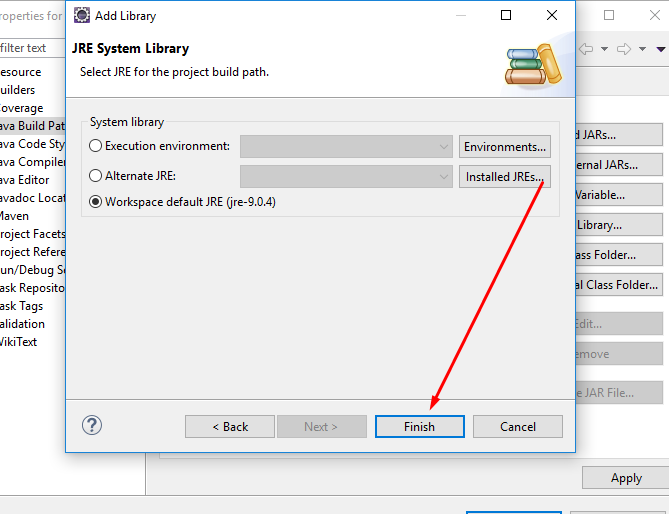 roperties for
Add Library
filter text
JRE System Library
Select JRE for the project build path.
esource
uilders
Coverage
ava Build Pat
ava Code Sty
ava Compiler
ava Editor
avadoc Locat
Maven
roject Facets
roject Refere
un/Debug Se
ask Reposito
ask Tags
alidation
WikiText
System library
Execution environment:
Environments...
Alternate JRE:
Installed JREs...
Workspace default JRE (jre-9.0.4)
d JARs...
ernal JARs...
Variable...
Library...
ass Folder...
al Class Folder...
Edit...
emove
e JAR File...
?
< Back
Next >
Finish
Cancel
Apply